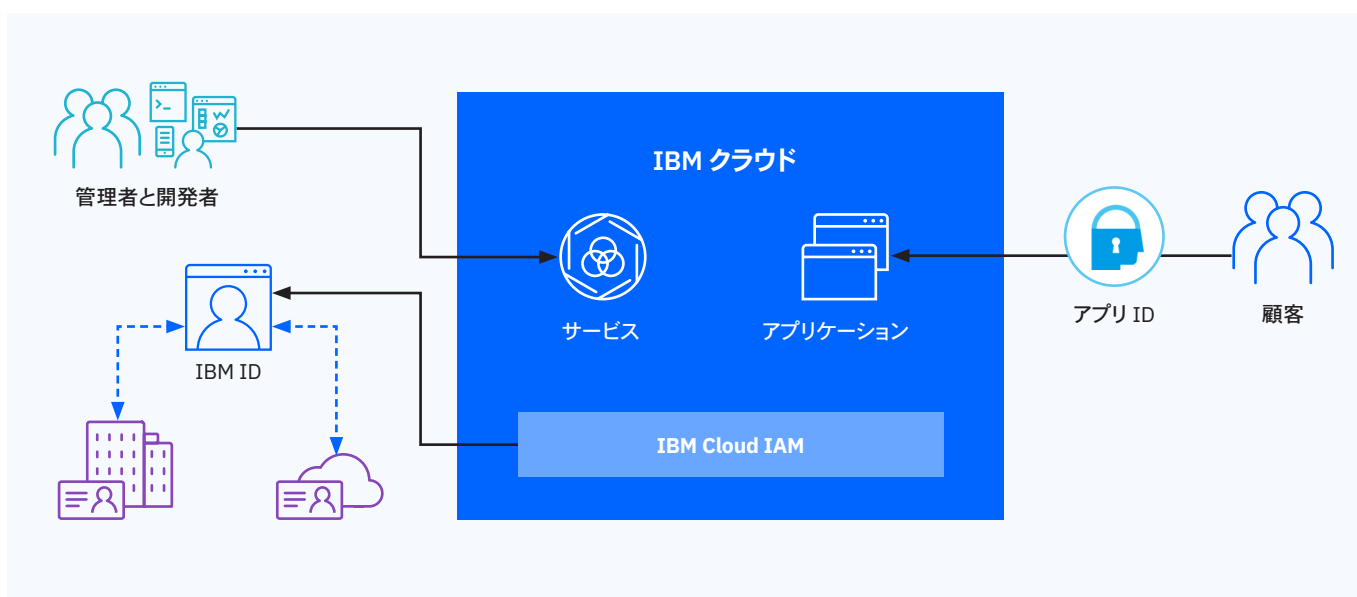 管理者と開発者
IBM ID
IBM クラウド
サービス
アプリケーション
IBM Cloud IAM
アプリ ID
顧客